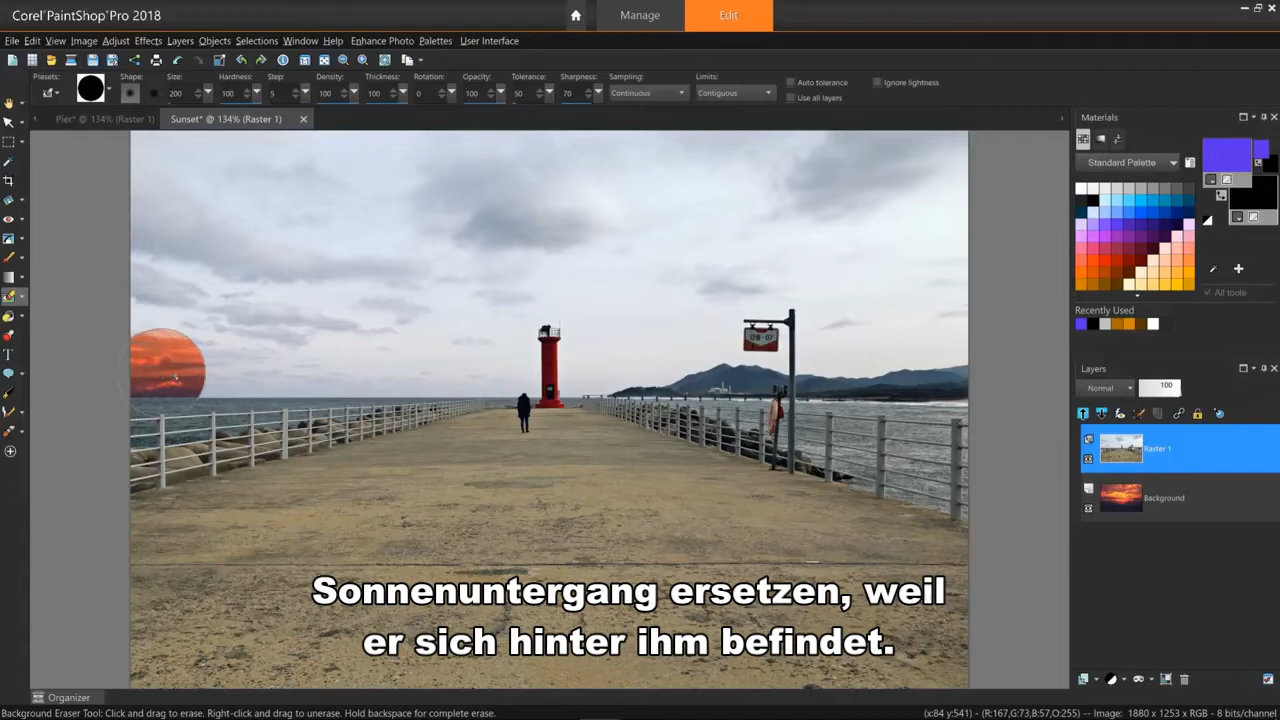 Corel PaintShop Pro 2018
Manage
Edit
File Edit View Image Adjust Effects Layers Objects Selections Window Help Enhance Photo Palettes User Interface
Presets: Shape: Size: Hardness: Step: Density: Thickness: Rotation: Opacity: Tolerance: Sharpness: Sampling: Limits:
Auto tolerance
Ignore lightness
200 100 5 100 100 0 100 50 70 Continuous Contiguous
Use all layers
Pier* @ 134% (Raster 1)
Sunset* @ 134% (Raster 1)
Materials
Standard Palette
All tools
Recently Used
Layers
Normal
100
Raster 1
Background
Sonnenuntergang ersetzen, weil
er sich hinter ihm befindet.
Organizer
Background Eraser Tool: Click and drag to erase. Right-click and drag to unerase. Hold backspace for complete erase.
(x:84 y:541) -- (R:167,G:73,B:57,O:255) -- Image: 1880 x 1253 x RGB - 8 bits/channel